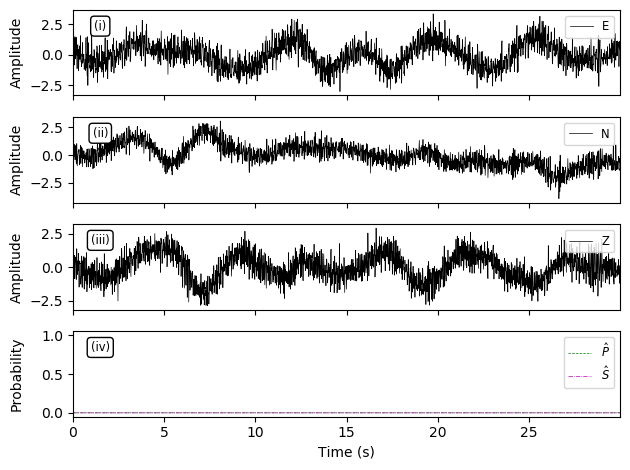 (i)
E
Amplitude
2.5
0.0
−2.5
(ii)
N
Amplitude
2.5
0.0
−2.5
(iii)
Z
Amplitude
2.5
0.0
−2.5
(iv)
P̂
Ŝ
Probability
1.0
0.5
0.0
0 5 10 15 20 25
Time (s)